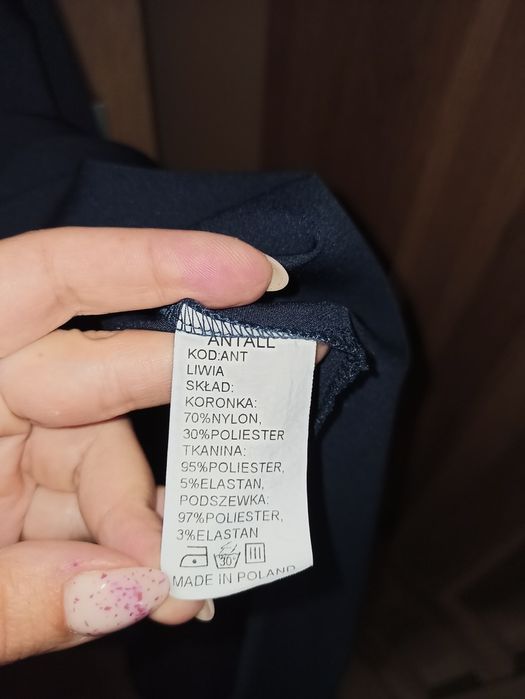 ANTALL
KOD:ANT
LIWIA
SKŁAD:
KORONKA:
70%NYLON,
30%POLIESTER
TKANINA:
95%POLIESTER,
5%ELASTAN,
PODSZEWKA:
97%POLIESTER,
3%ELASTAN
30°
MADE IN POLAND